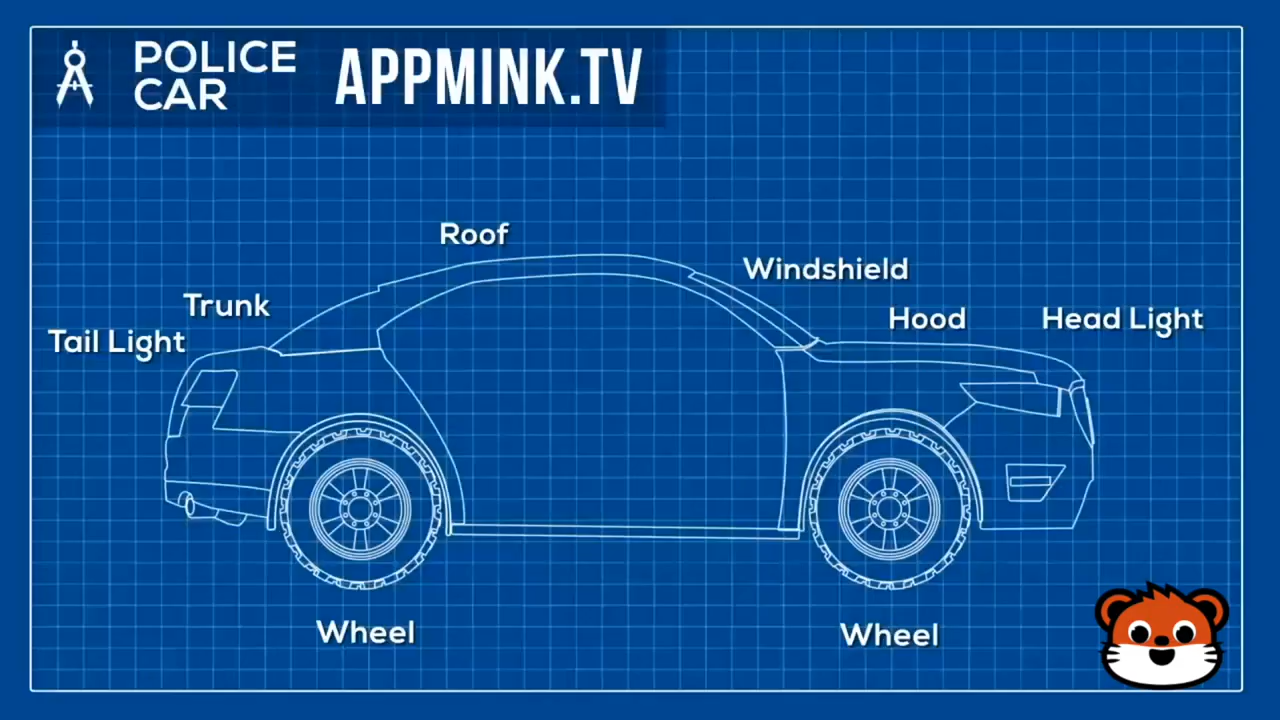 POLICE
CAR
APPMINK.TV
Roof
Windshield
Trunk
Hood
Head Light
Tail Light
Wheel
Wheel